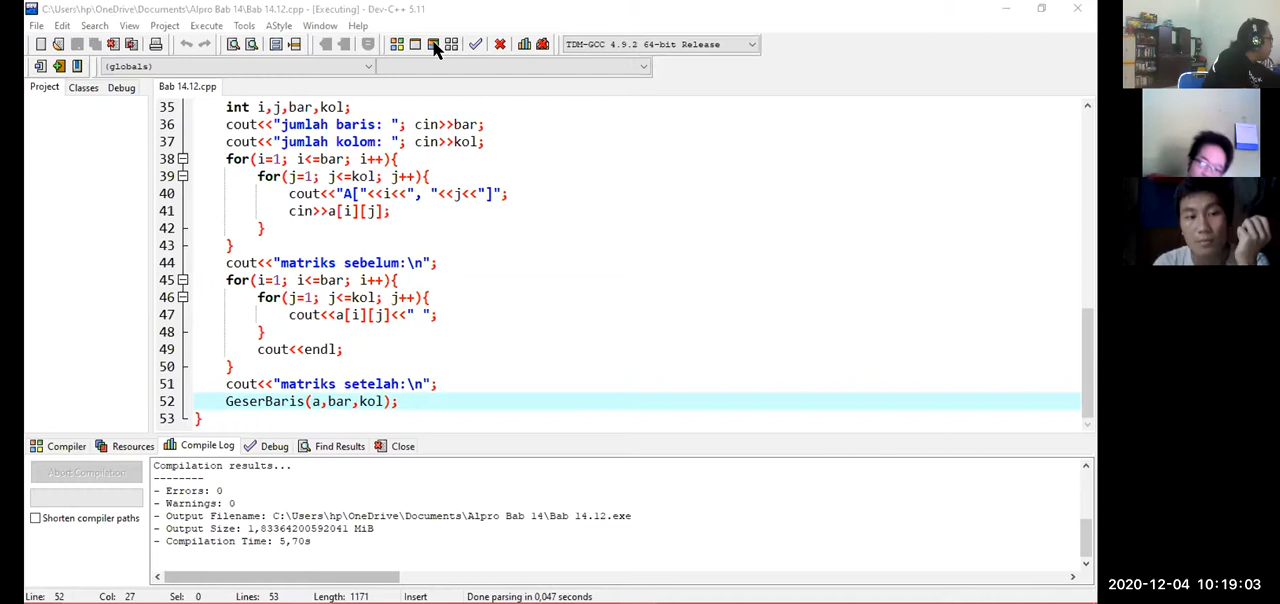 C:\Users\hp\OneDrive\Documents\Alpro Bab 14\Bab 14.12.cpp - [Executing] - Dev-C++ 5.11
File Edit Search View Project Execute Tools AStyle Window Help
TDM-GCC 4.9.2 64-bit Release
(globals)
Project Classes Debug Bab 14.12.cpp
35 int i,j,bar,kol;
36 cout<<"jumlah baris: "; cin>>bar;
37 cout<<"jumlah kolom: "; cin>>kol;
38 for(i=1; i<=bar; i++){
39 for(j=1; j<=kol; j++){
40 cout<<"A["<<i<<", "<<j<<"]";
41 cin>>a[i][j];
42 }
43 }
44 cout<<"matriks sebelum:\n";
45 for(i=1; i<=bar; i++){
46 for(j=1; j<=kol; j++){
47 cout<<a[i][j]<<" ";
48 }
49 cout<<endl;
50 }
51 cout<<"matriks setelah:\n";
52 GeserBaris(a,bar,kol);
53 }
Compiler Resources Compile Log Debug Find Results Close
Abort Compilation
Shorten compiler paths
Compilation results...
--------
- Errors: 0
- Warnings: 0
- Output Filename: C:\Users\hp\OneDrive\Documents\Alpro Bab 14\Bab 14.12.exe
- Output Size: 1,83364200592041 MiB
- Compilation Time: 5,70s
Line: 52 Col: 27 Sel: 0 Lines: 53 Length: 1171 Insert Done parsing in 0,047 seconds
2020-12-04 10:19:03